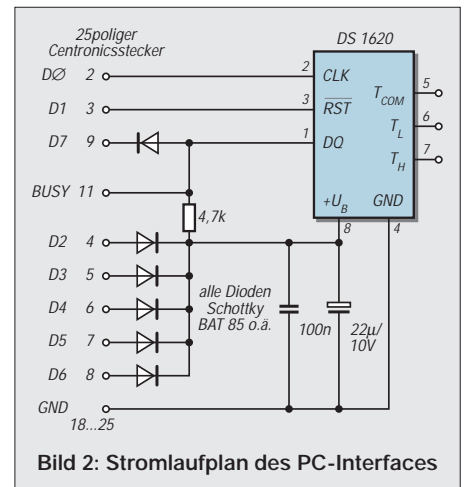 25poliger
Centronicsstecker
DS 1620
DØ 2
2 CLK
D1 3
3 RST
TCOM 5
D7 9
1 DQ
TL 6
TH 7
BUSY 11
4,7k
+UB GND
8 4
D2 4
D3 5
D4 6
D5 7
D6 8
alle Dioden
Schottky
BAT 85 o.ä.
100n
22µ/
10V
GND
18...25
Bild 2: Stromlaufplan des PC-Interfaces